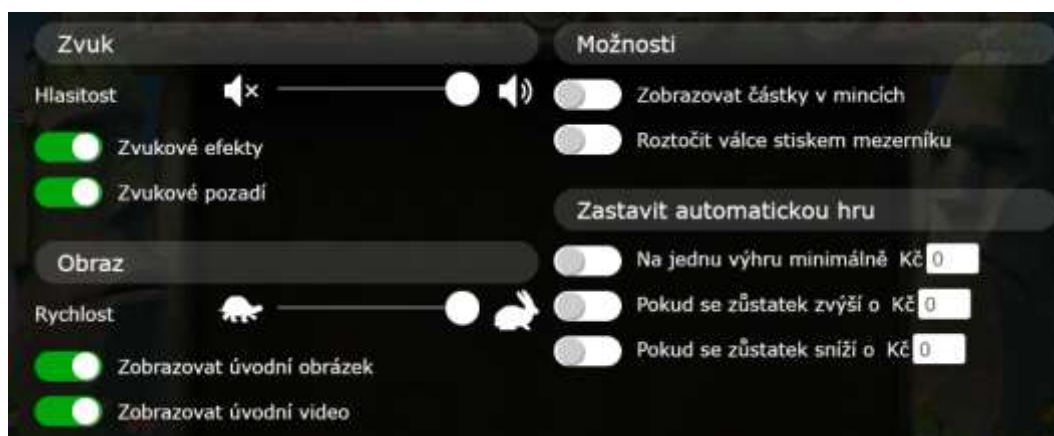 Zvuk
Hlasitost
Zvukové efekty
Zvukové pozadí
Obraz
Rychlost
Zobrazovat úvodní obrázek
Zobrazovat úvodní video
Možnosti
Zobrazovat částky v mincích
Roztočit válce stiskem mezerníku
Zastavit automatickou hru
Na jednu výhru minimálně Kč 0
Pokud se zůstatek zvýší o Kč 0
Pokud se zůstatek sníží o Kč 0